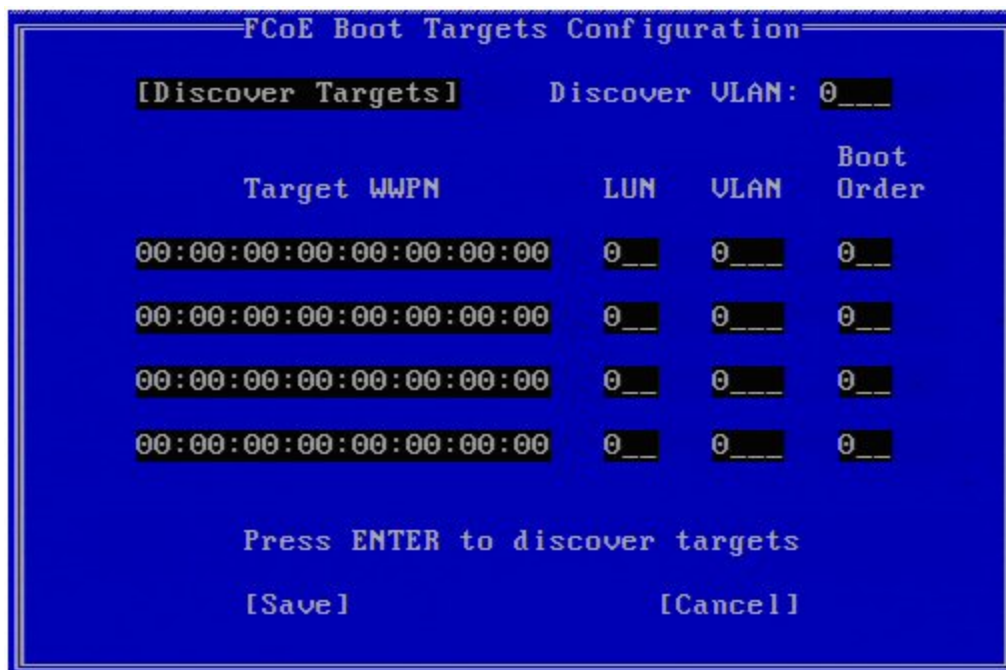 FCoE Boot Targets Configuration
[Discover Targets] Discover VLAN: 0___
Boot
Target WWPN LUN VLAN Order
00:00:00:00:00:00:00:00 0__ 0___ 0__
00:00:00:00:00:00:00:00 0__ 0___ 0__
00:00:00:00:00:00:00:00 0__ 0___ 0__
00:00:00:00:00:00:00:00 0__ 0___ 0__
Press ENTER to discover targets
[Save] [Cancel]